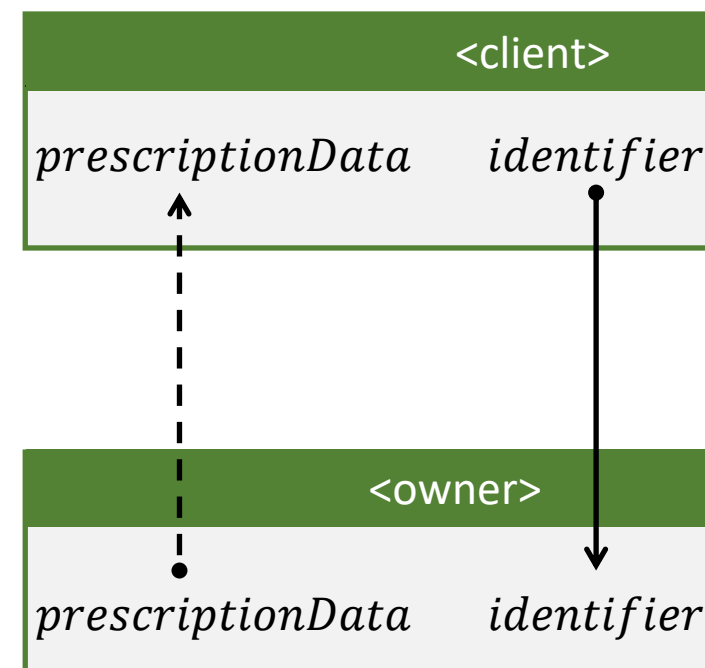 <client>
prescriptionData identifier
<owner>
prescriptionData identifier